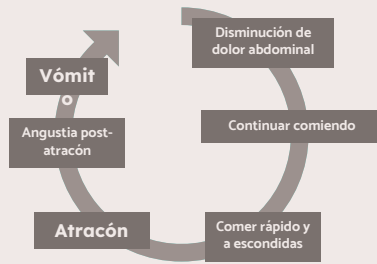 Disminución de
dolor abdominal
Continuar comiendo
Comer rápido y
a escondidas
Atracón
Angustia post-
atracón
Vómit
o